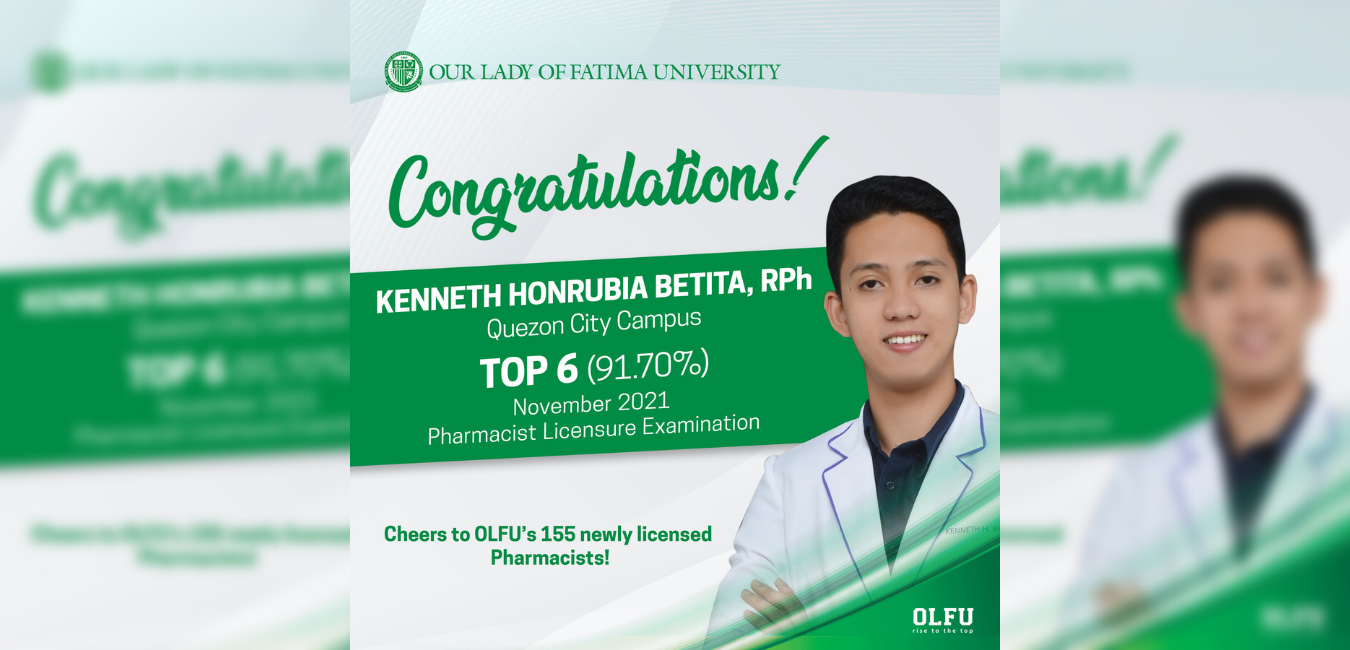 OUR LADY OF FATIMA UNIVERSITY
Congratulations!
KENNETH HONRUBIA BETITA, RPh
Quezon City Campus
TOP 6 (91.70%)
November 2021
Pharmacist Licensure Examination
Cheers to OLFU's 155 newly licensed
Pharmacists!
KENNETH H.
OLFU
rise to the top